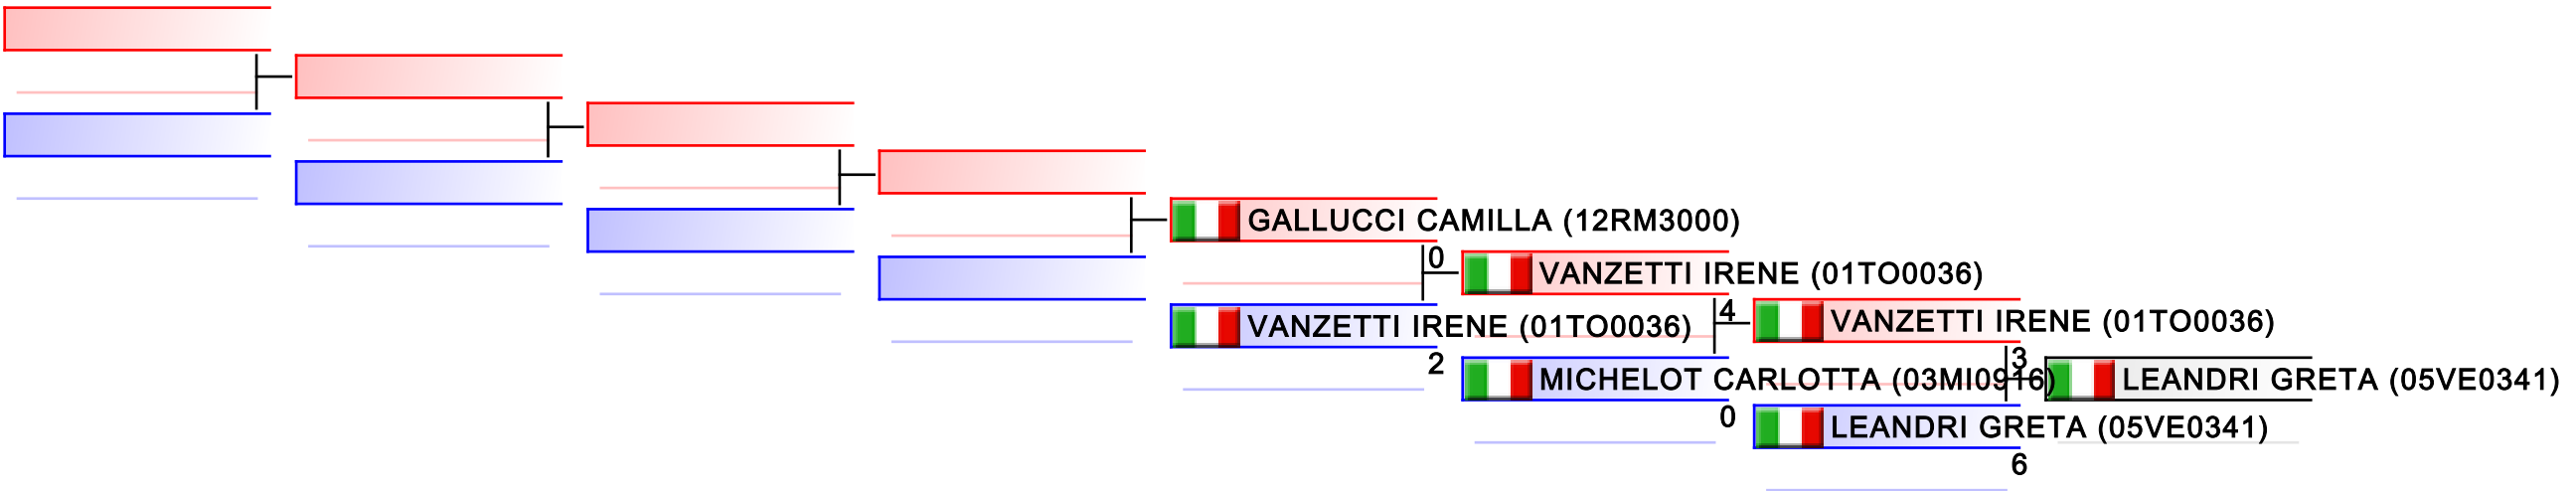 GALLUCCI CAMILLA (12RM3000)
0
VANZETTI IRENE (01TO0036)
VANZETTI IRENE (01TO0036)
2
4
MICHELOT CARLOTTA (03MI0916)
0
VANZETTI IRENE (01TO0036)
3
LEANDRI GRETA (05VE0341)
6
LEANDRI GRETA (05VE0341)